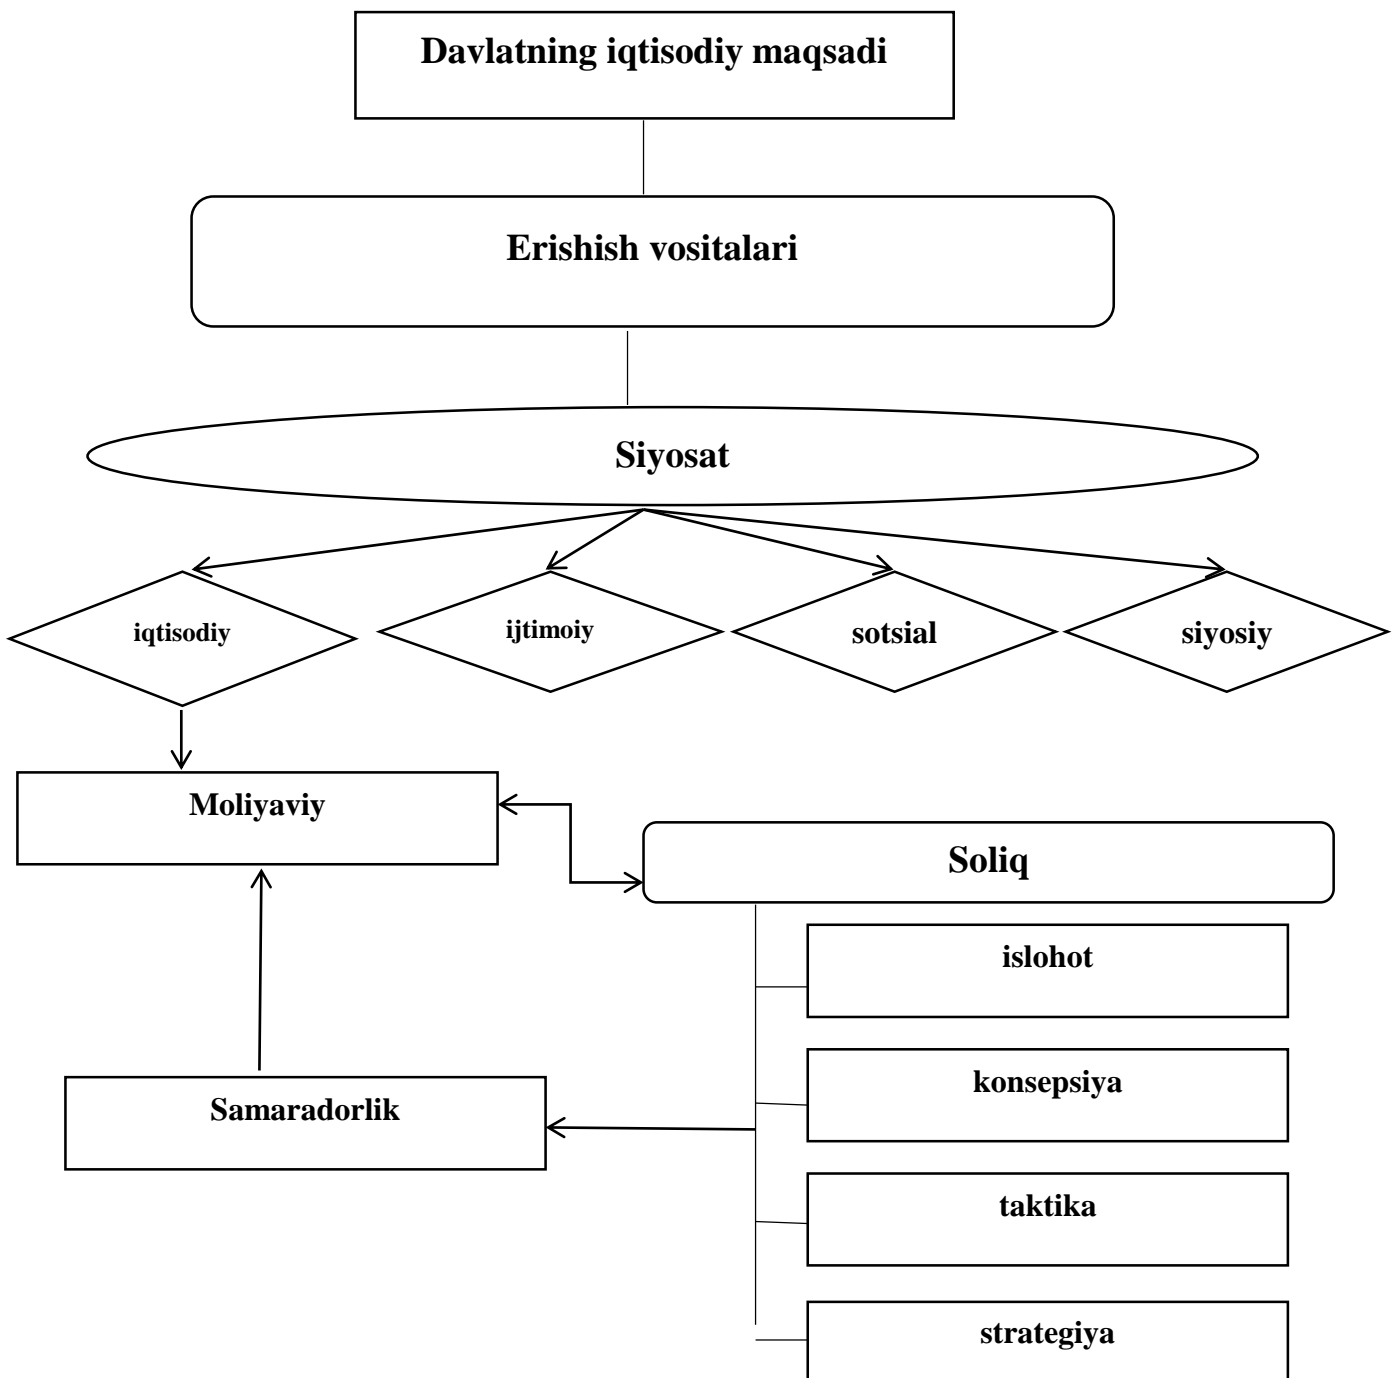 Davlatning iqtisodiy maqsadi
Erishish vositalari
Siyosat
iqtisodiy
ijtimoiy
sotsial
siyosiy
Moliyaviy
Soliq
islohot
konsepsiya
Samaradorlik
taktika
strategiya